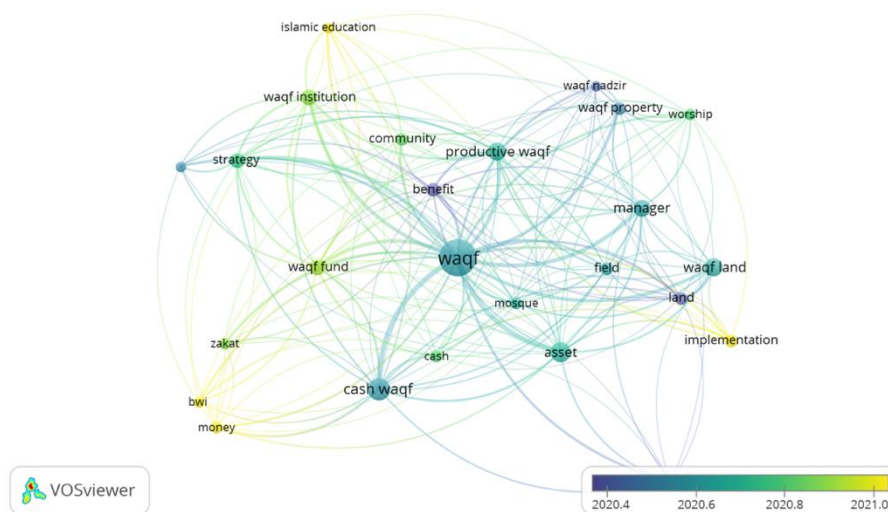 islamic education
waqf nadzir
waqf institution
waqf property
worship
community
productive waqf
strategy
benefit
manager
waqf
waqf fund
field
waqf land
land
mosque
implementation
zakat
cash
asset
cash waqf
bwi
money
VOSviewer
2020.4
2020.6
2020.8
2021.0